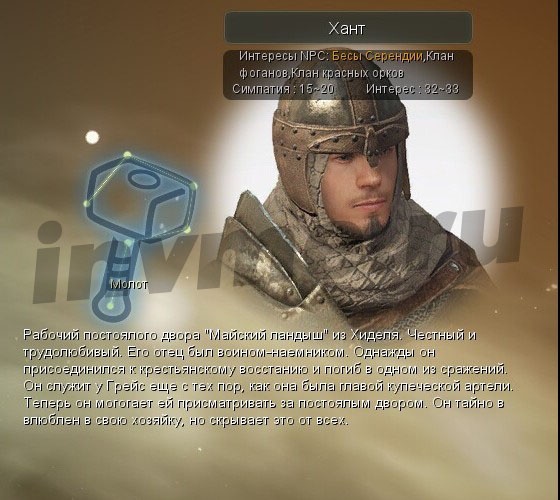 Хант
Интересы NPC: Бесы Серендии,Клан
фоганов,Клан красных орков
Симпатия : 15~20 Интерес : 32~33
Молот
Рабочий постоялого двора "Майский ландыш" из Хиделя. Честный и
трудолюбивый. Его отец был воином-наемником. Однажды он
присоединился к крестьянскому восстанию и погиб в одном из сражений.
Он служит у Грейс еще с тех пор, как она была главой купеческой артели.
Теперь он могогает ей присматривать за постоялым двором. Он тайно в
влюблен в свою хозяйку, но скрывает это от всех.